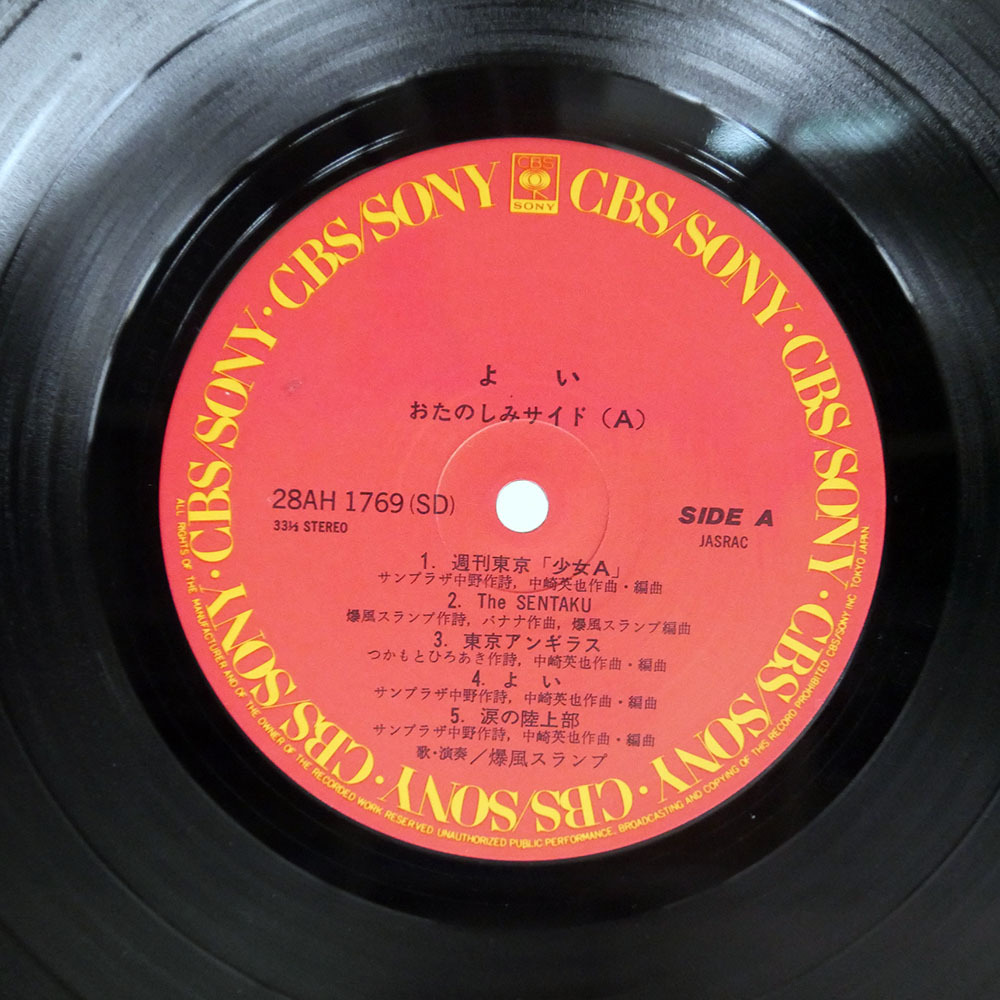 CBS
SONY
CBS/SONY · CBS/SONY · CBS/SONY · CBS/SONY · CBS/SONY · CBS/SONY · CBS/SONY · CBS/SONY
よい
おたのしみサイド(A)
28AH 1769(SD)
33⅓ STEREO
SIDE A
JASRAC
1. 週刊東京「少女A」
サンプラザ中野作詩, 中崎英也作曲・編曲
2. The SENTAKU
爆風スランプ作詩, バナナ作曲, 爆風スランプ編曲
3. 東京アンギラス
つかもとひろあき作詩, 中崎英也作曲・編曲
4. よい
サンプラザ中野作詩, 中崎英也作曲・編曲
5. 涙の陸上部
サンプラザ中野作詩, 中崎英也作曲・編曲
歌・演奏/爆風スランプ
ALL RIGHTS OF THE MANUFACTURER AND OF THE OWNER OF THE RECORDED WORK RESERVED UNAUTHORIZED PUBLIC PERFORMANCE, BROADCASTING AND COPYING OF THIS RECORD PROHIBITED CBS/SONY INC TOKYO JAPAN